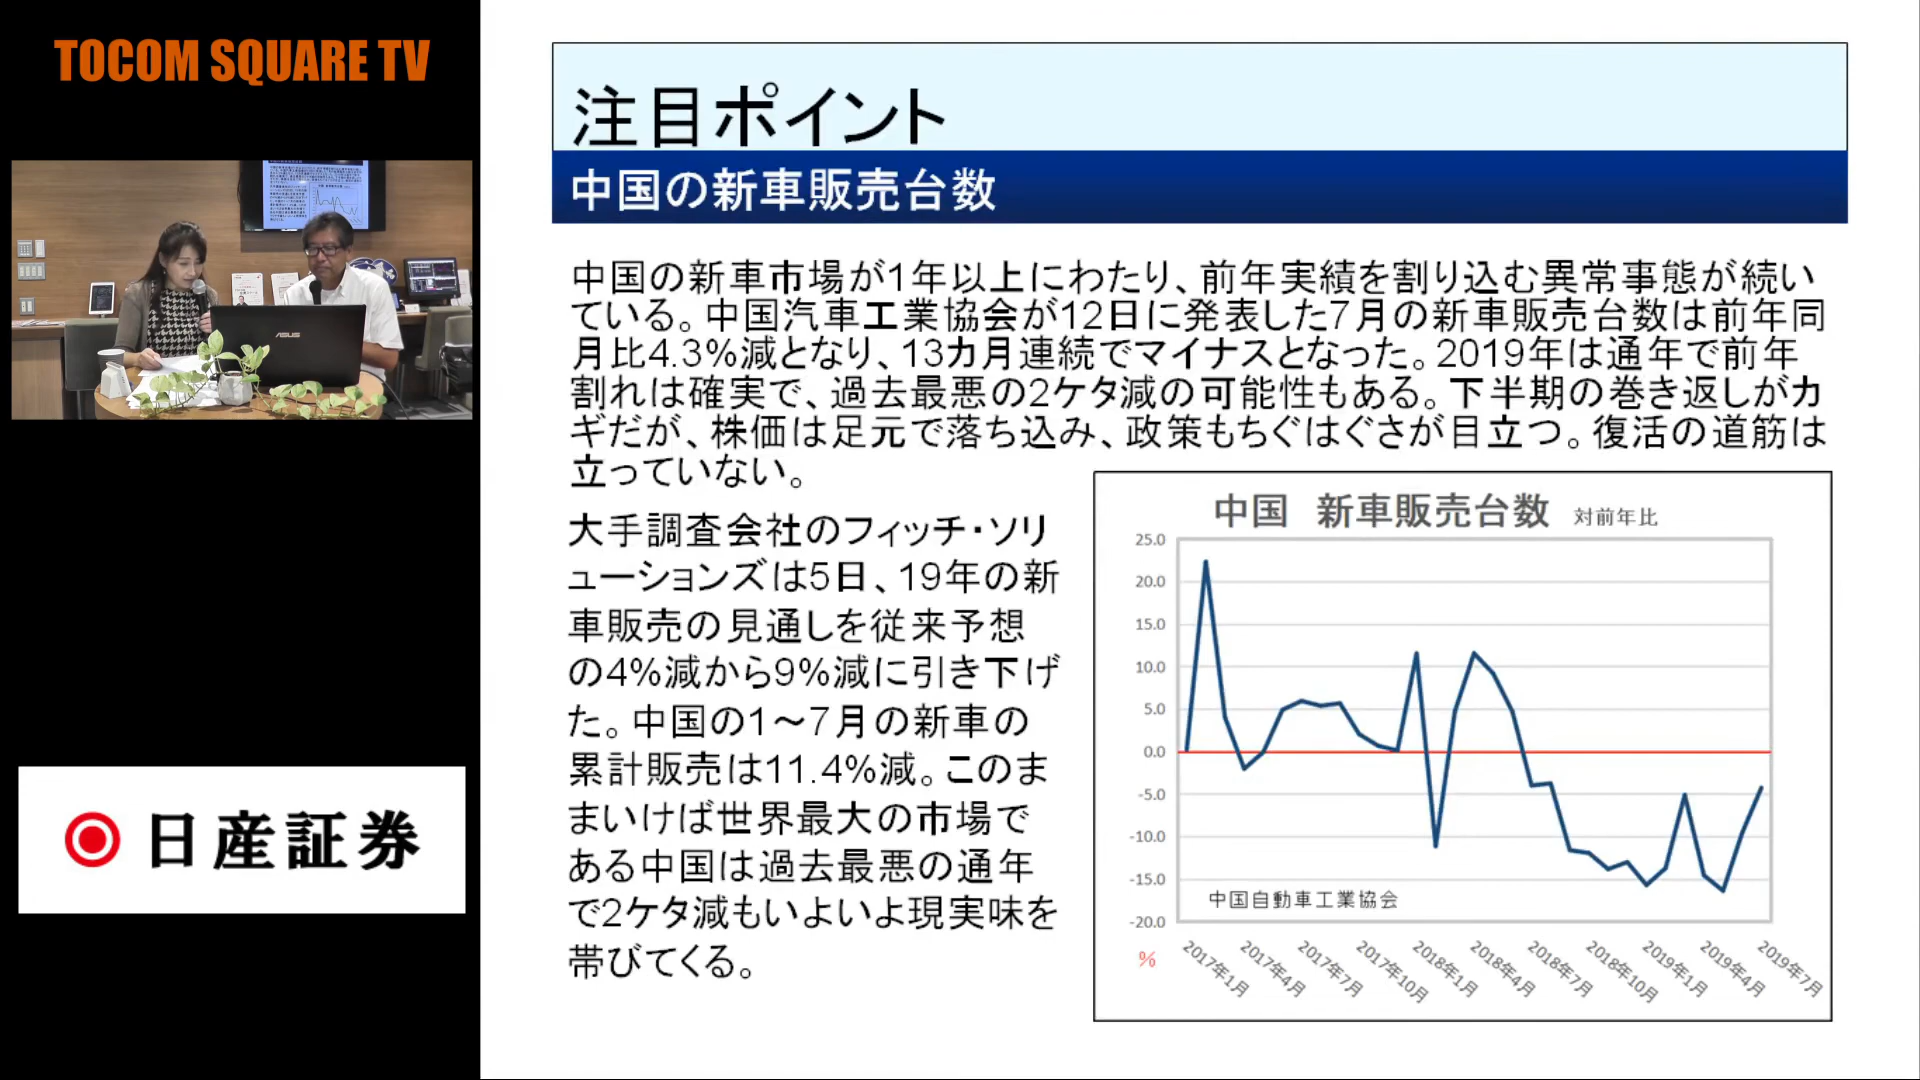 TOCOM SQUARE TV
ASUS
日産証券
注目ポイント
中国の新車販売台数
中国の新車市場が1年以上にわたり、前年実績を割り込む異常事態が続い
ている。中国汽車工業協会が12日に発表した7月の新車販売台数は前年同
月比4.3%減となり、13カ月連続でマイナスとなった。2019年は通年で前年
割れは確実で、過去最悪の2ケタ減の可能性もある。下半期の巻き返しがカ
ギだが、株価は足元で落ち込み、政策もちぐはぐさが目立つ。復活の道筋は
立っていない。
大手調査会社のフィッチ・ソリ
ューションズは5日、19年の新
車販売の見通しを従来予想
の4%減から9%減に引き下げ
た。中国の1～7月の新車の
累計販売は11.4%減。このま
まいけば世界最大の市場で
ある中国は過去最悪の通年
で2ケタ減もいよいよ現実味を
帯びてくる。
中国 新車販売台数 対前年比
25.0
20.0
15.0
10.0
5.0
0.0
-5.0
-10.0
-15.0
-20.0
中国自動車工業協会
%
2017年1月
2017年4月
2017年7月
2017年10月
2018年1月
2018年4月
2018年7月
2018年10月
2019年1月
2019年4月
2019年7月